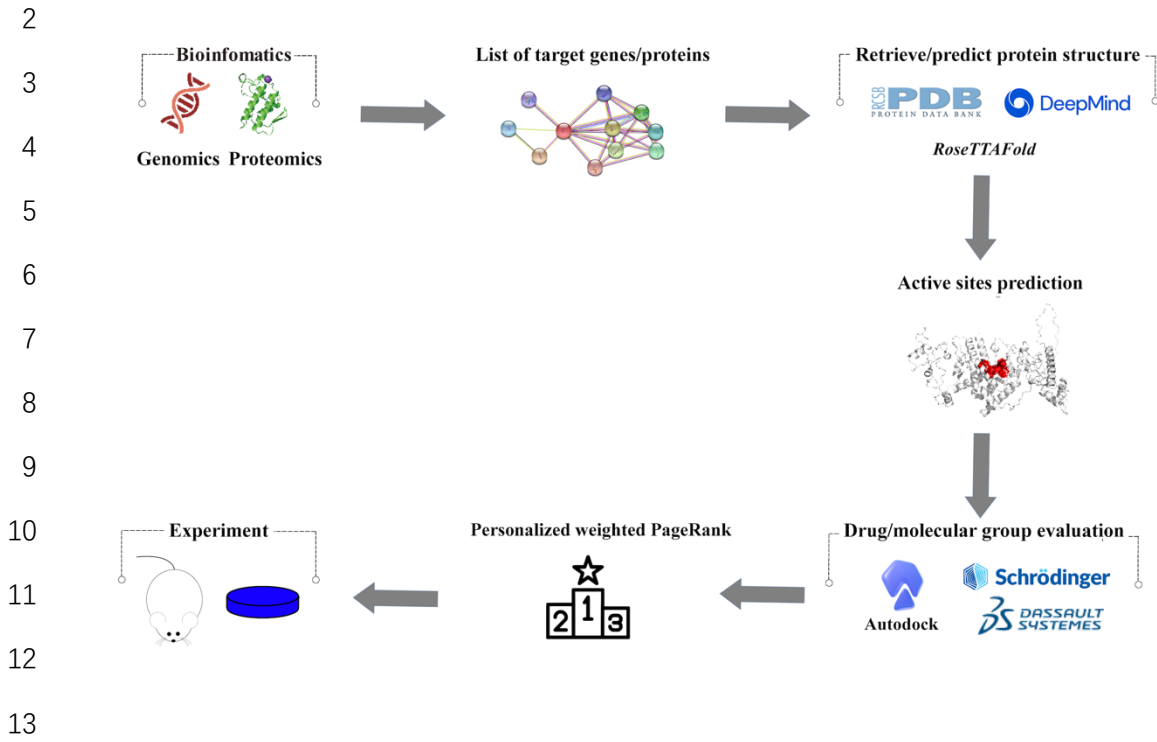 2
Bioinfomatics
List of target genes/proteins
Retrieve/predict protein structure
3
RCSB
PDB
PROTEIN DATA BANK
DeepMind
4
Genomics Proteomics
RoseTTAFold
5
6
Active sites prediction
7
8
9
10
Experiment
Personalized weighted PageRank
Drug/molecular group evaluation
11
1
2
3
Schrödinger
Autodock
3S DASSAULT
SYSTEMES
12
13